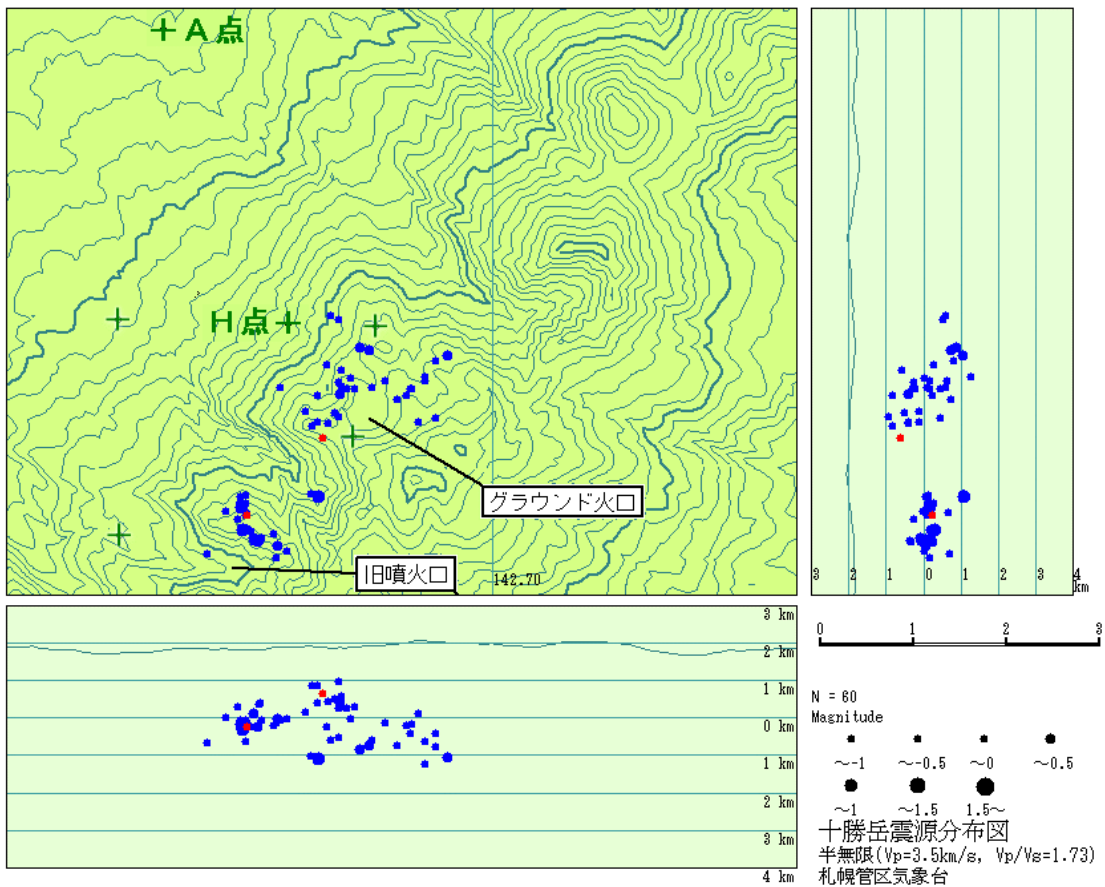 A点
H点
グラウンド火口
旧噴火口
142.70
3 2 1 0 1 2 3 4
km
3 km
2 km
1 km
0 km
1 km
2 km
3 km
4 km
0 1 2 3
N = 60
Magnitude
～-1 ～-0.5 ～0 ～0.5
～1 ～1.5 1.5～
十勝岳震源分布図
半無限(Vp=3.5km/s, Vp/Vs=1.73)
札幌管区気象台